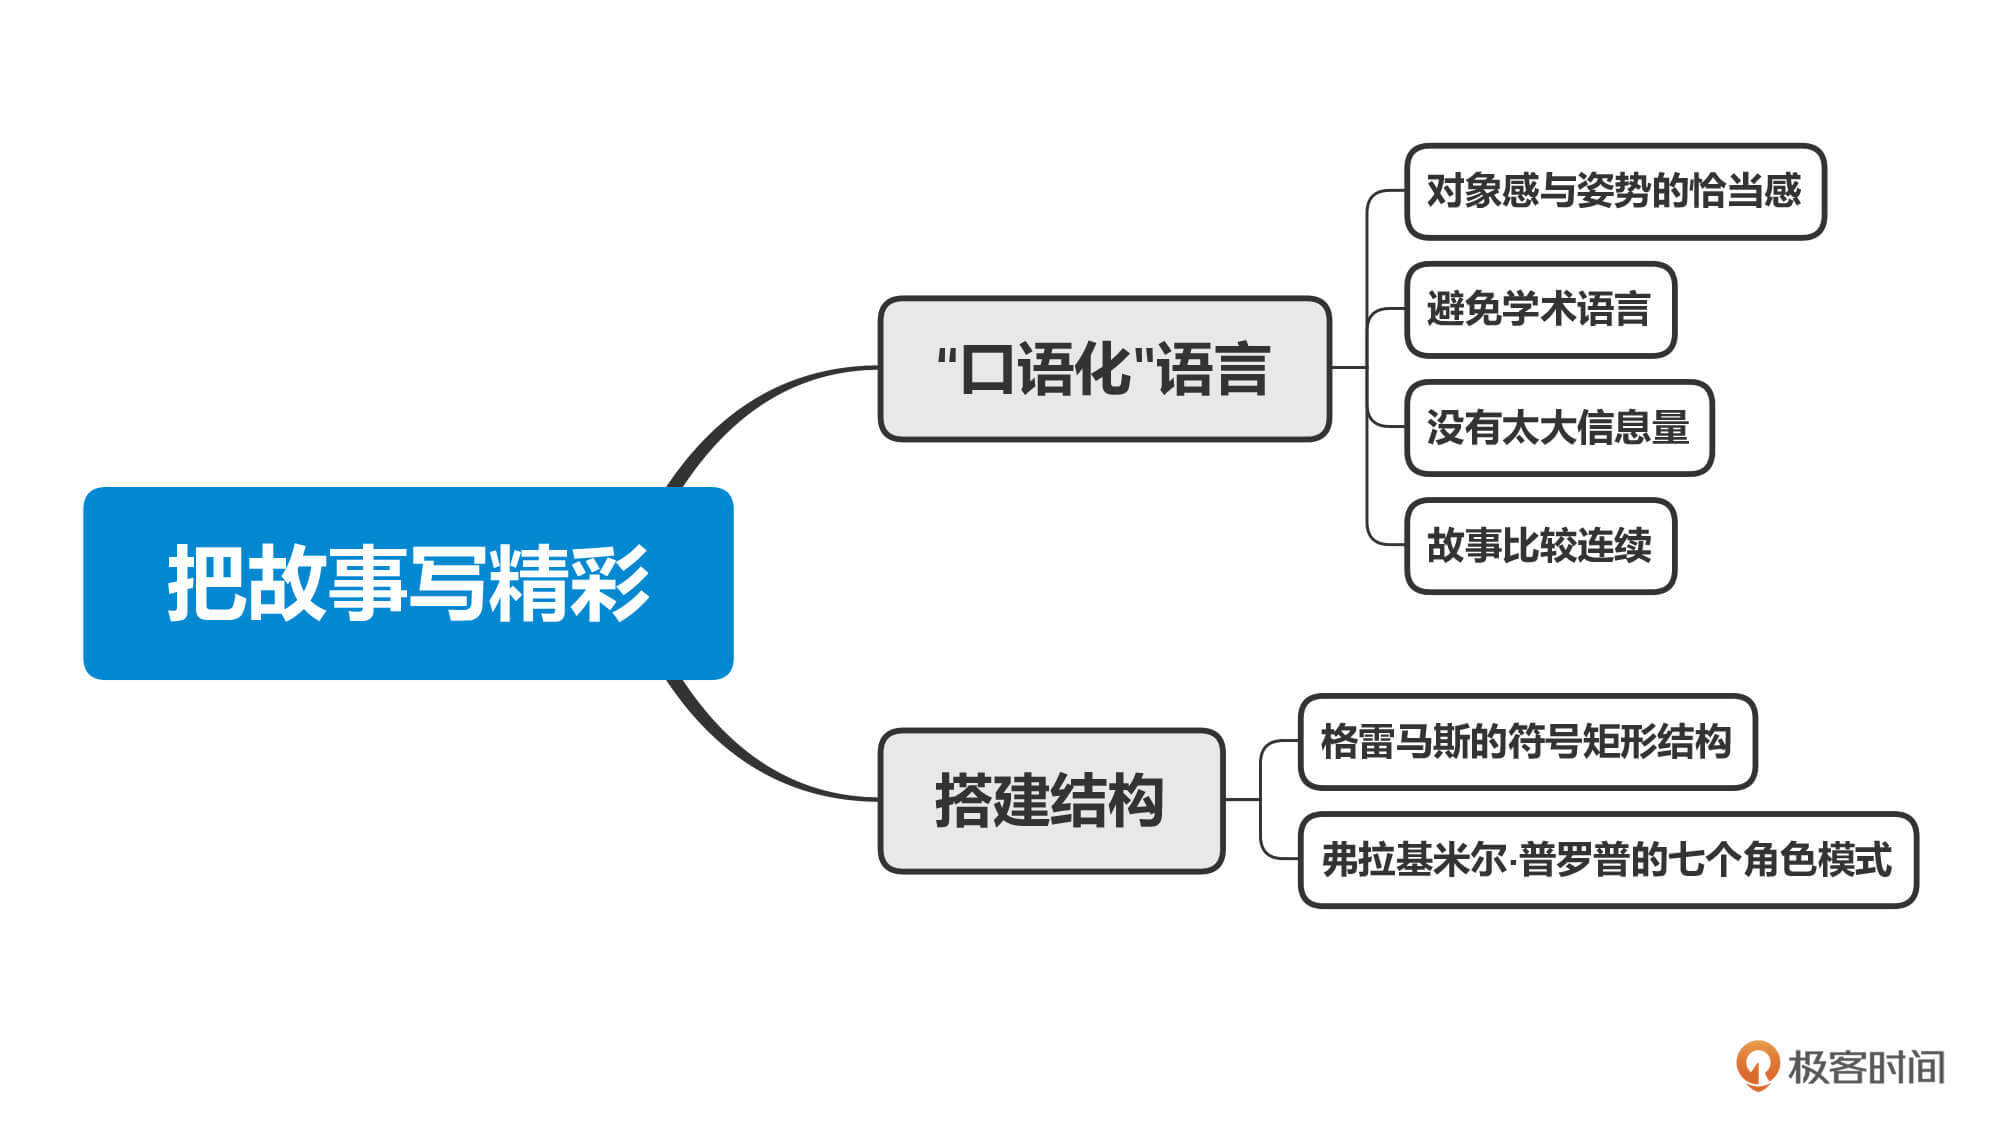 把故事写精彩
"口语化"语言
对象感与姿势的恰当感
避免学术语言
没有太大信息量
故事比较连续
搭建结构
格雷马斯的符号矩形结构
弗拉基米尔·普罗普的七个角色模式
极客时间